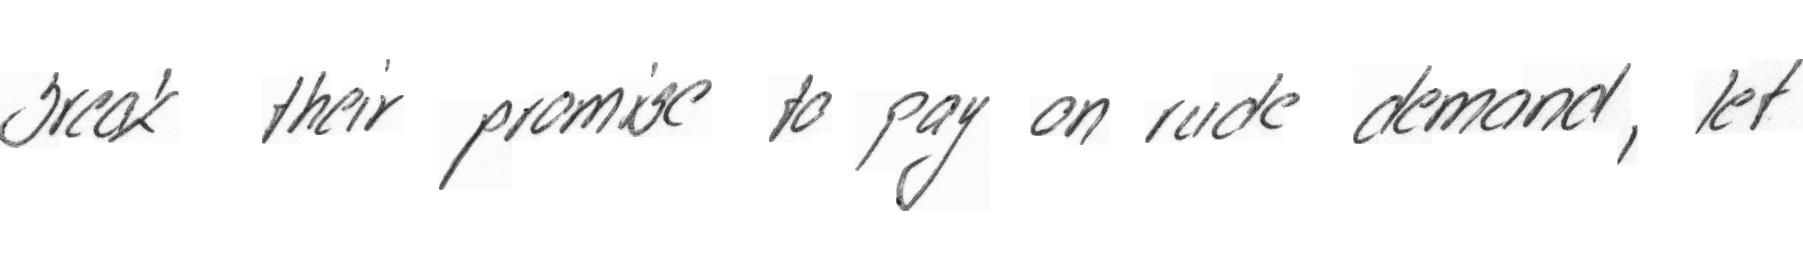 break their promise to pay on rude demand, let